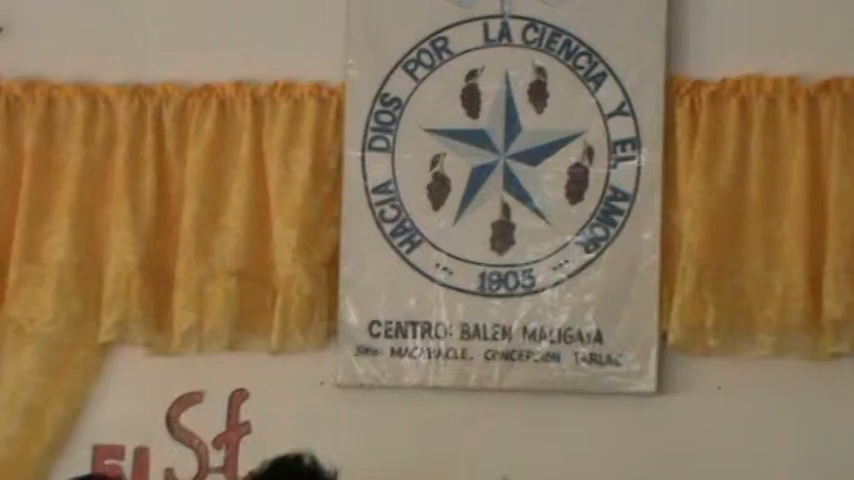 HACIA DIOS POR LA CIENCIA Y EL AMOR
... 1905 ...
CENTRO: BALEN MALIGAYA
CONCEPCION TARLAC